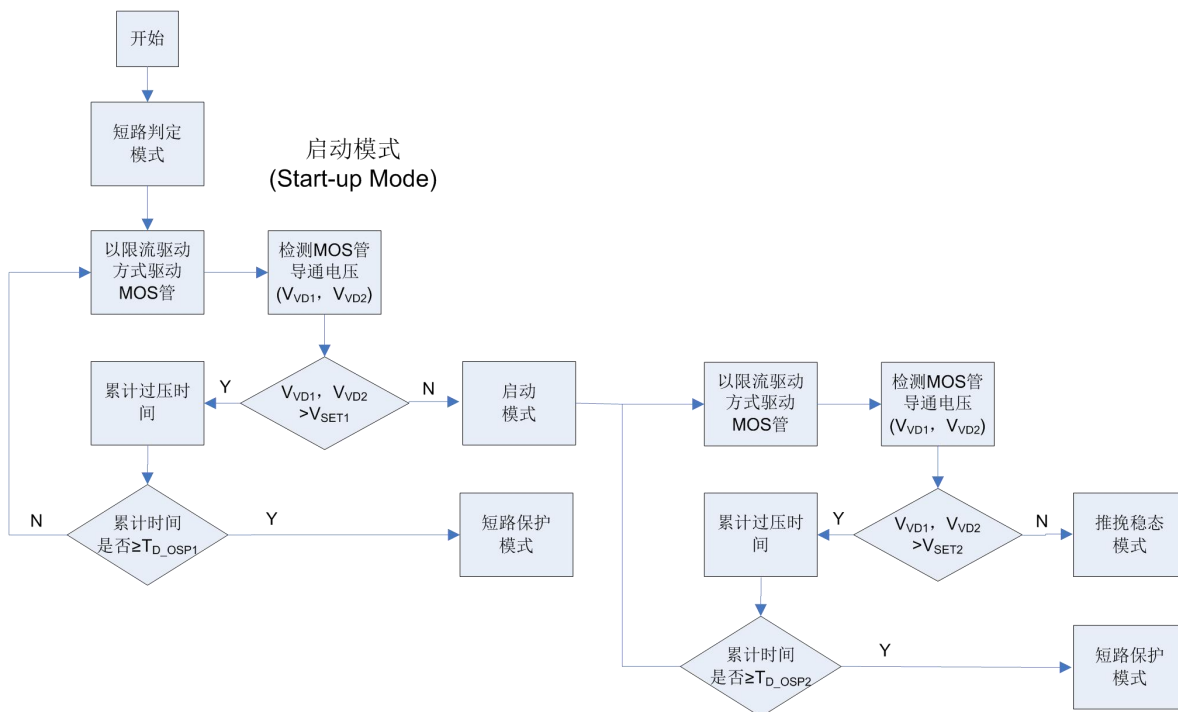 开始
短路判定
模式
启动模式
(Start-up Mode)
以限流驱动
方式驱动
MOS管
检测MOS管
导通电压
(VVD1，VVD2)
VVD1，VVD2
>VSET1
Y
N
累计过压时
间
启动
模式
累计时间
是否≥TD_OSP1
N
Y
短路保护
模式
以限流驱动
方式驱动
MOS管
检测MOS管
导通电压
(VVD1，VVD2)
VVD1，VVD2
>VSET2
Y
N
累计过压时
间
推挽稳态
模式
累计时间
是否≥TD_OSP2
Y
短路保护
模式